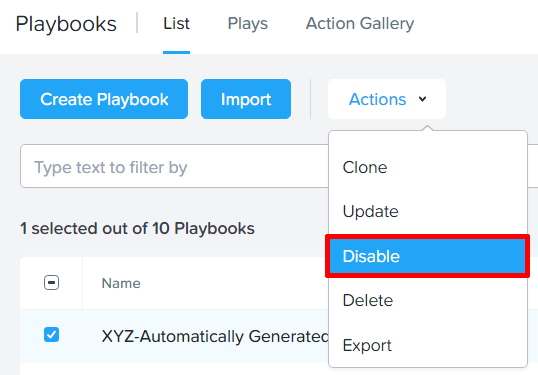 Playbooks List Plays Action Gallery
Create Playbook Import Actions
Type text to filter by
Clone
Update
1 selected out of 10 Playbooks
Disable
Name
Delete
XYZ-Automatically Generated
Export